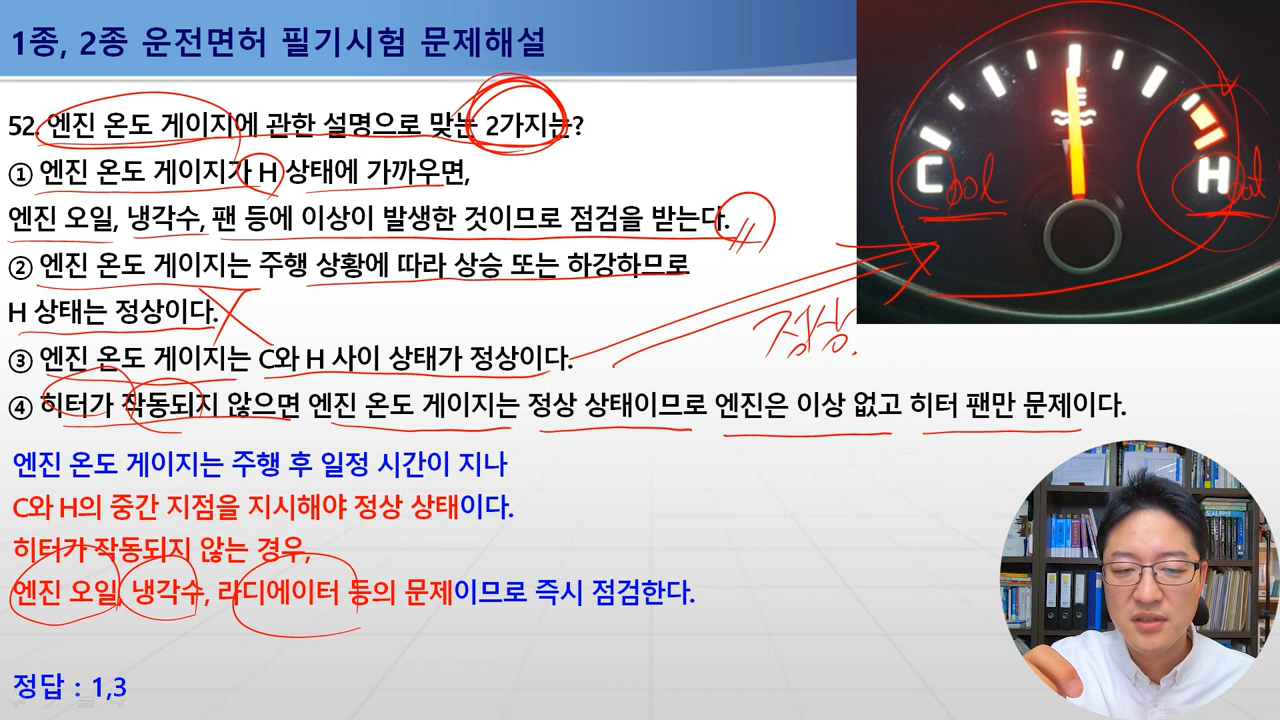 1종, 2종 운전면허 필기시험 문제해설
52. 엔진 온도 게이지에 관한 설명으로 맞는 2가지는?
① 엔진 온도 게이지가 H 상태에 가까우면,
엔진 오일, 냉각수, 팬 등에 이상이 발생한 것이므로 점검을 받는다.
② 엔진 온도 게이지는 주행 상황에 따라 상승 또는 하강하므로
H 상태는 정상이다.
③ 엔진 온도 게이지는 C와 H 사이 상태가 정상이다.
④ 히터가 작동되지 않으면 엔진 온도 게이지는 정상 상태이므로 엔진은 이상 없고 히터 팬만 문제이다.
엔진 온도 게이지는 주행 후 일정 시간이 지나
C와 H의 중간 지점을 지시해야 정상 상태이다.
히터가 작동되지 않는 경우,
엔진 오일, 냉각수, 라디에이터 등의 문제이므로 즉시 점검한다.
정답 : 1,3
Cool
Hot
정상.